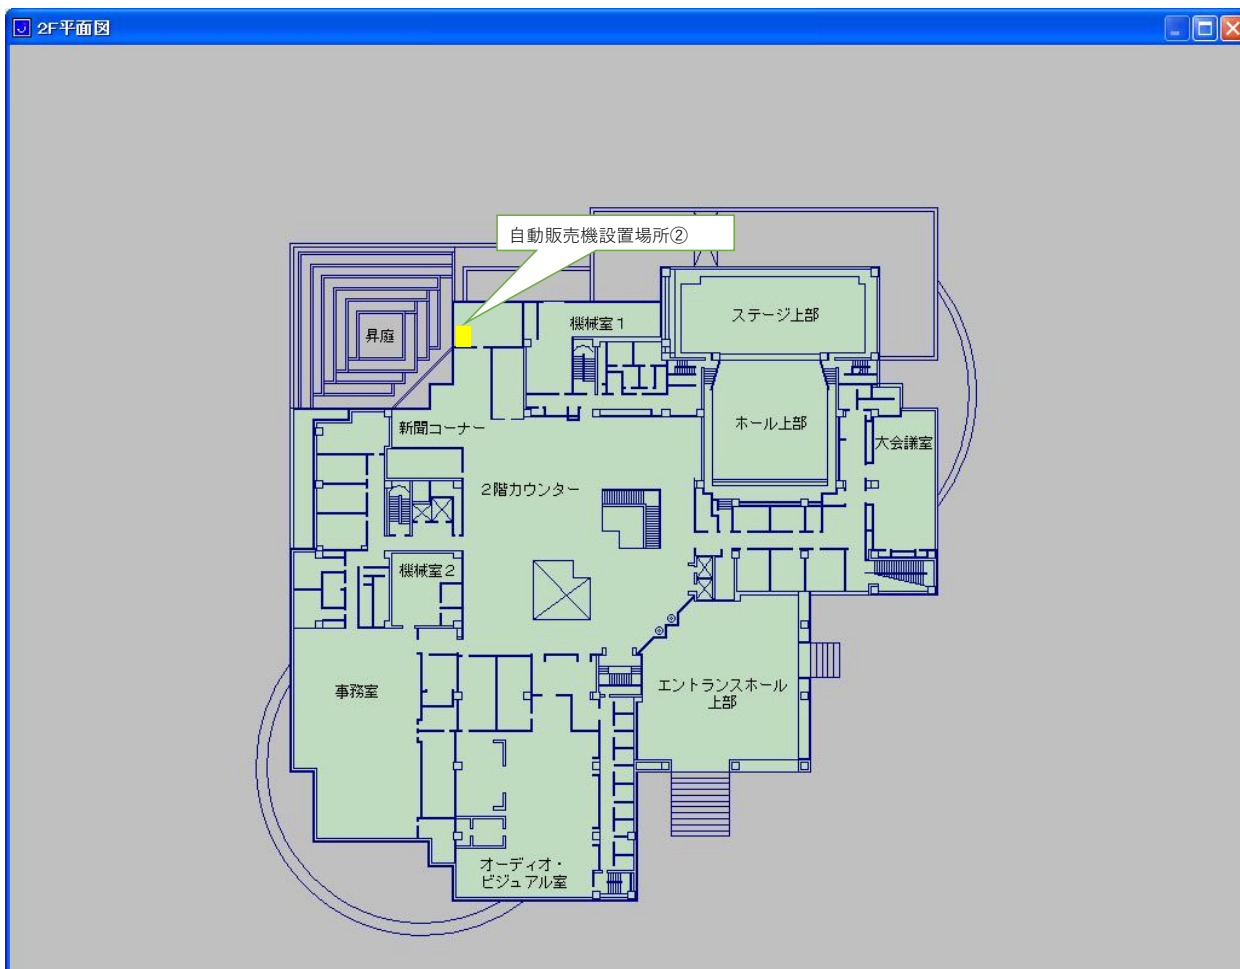 2F平面図
自動販売機設置場所②
機械室1
ステージ上部
昇庭
新聞コーナー
ホール上部
大会議室
2階カウンター
機械室2
事務室
エントランスホール
上部
オーディオ・
ビジュアル室